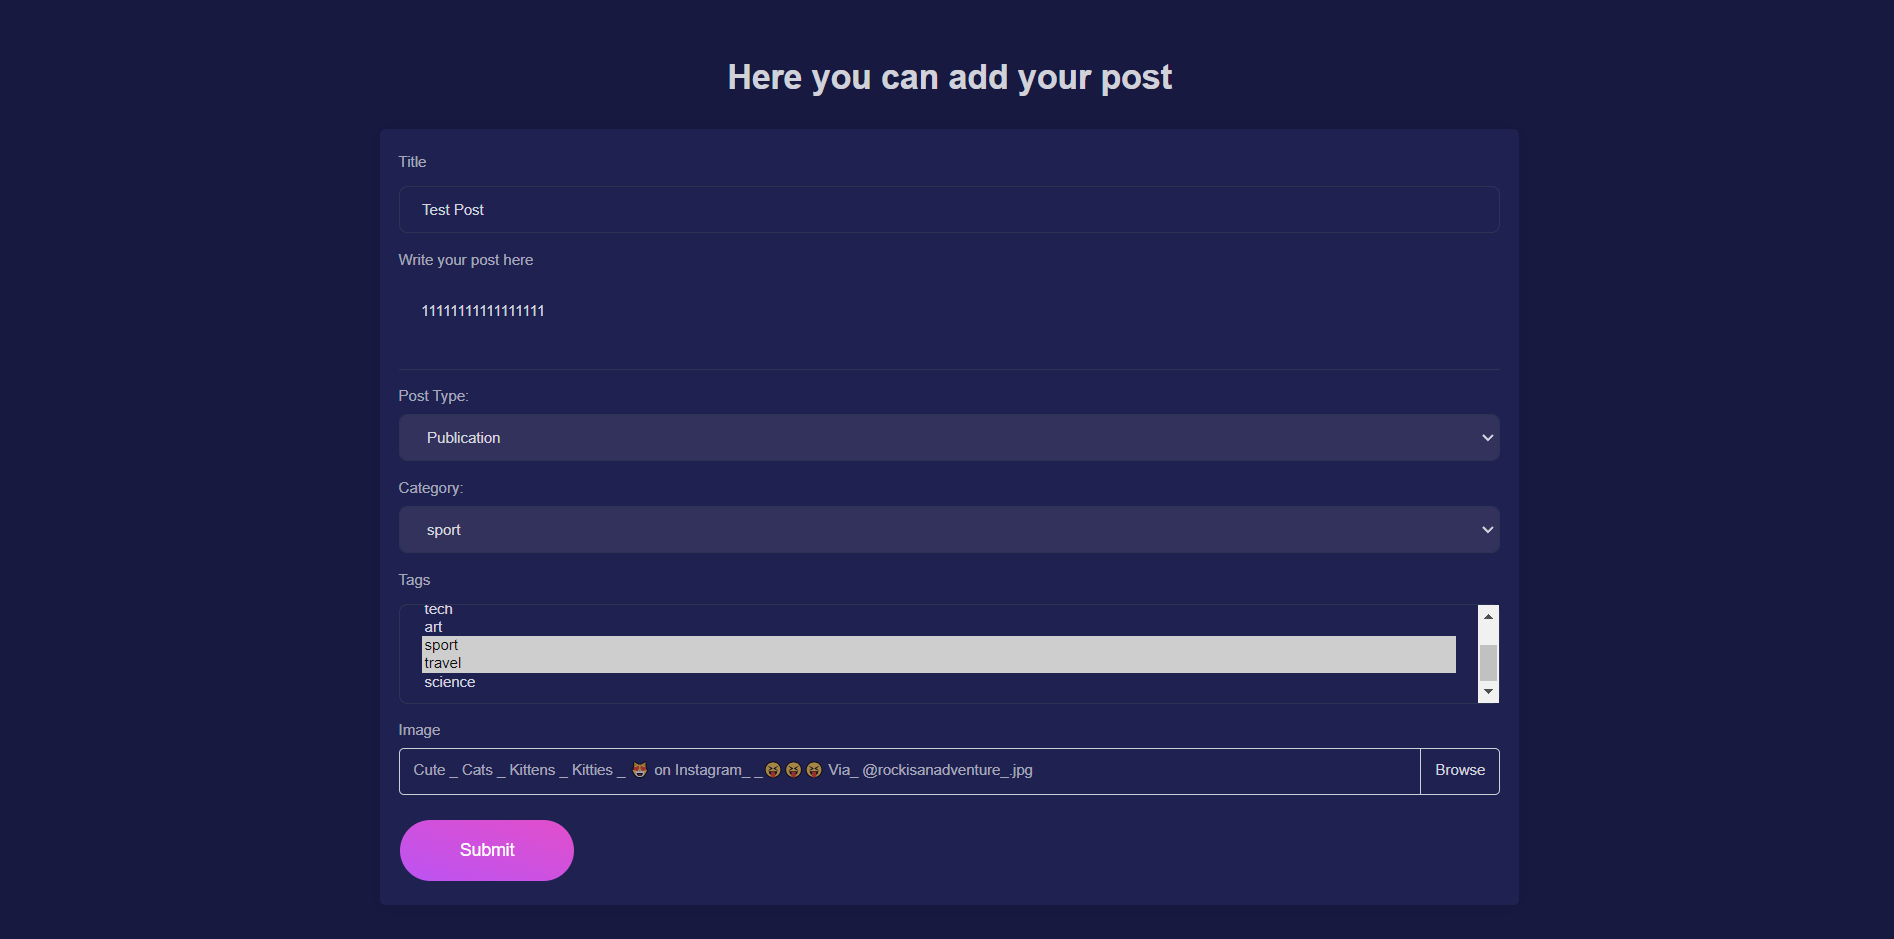 Here you can add your post
Title
Test Post
Write your post here
11111111111111111
Post Type:
Publication
Category:
sport
Tags
tech
art
sport
travel
science
Image
Cute _ Cats _ Kittens _ Kitties _ 😻 on Instagram_ _😝😝😝 Via_ @rockisanadventure_.jpg
Browse
Submit